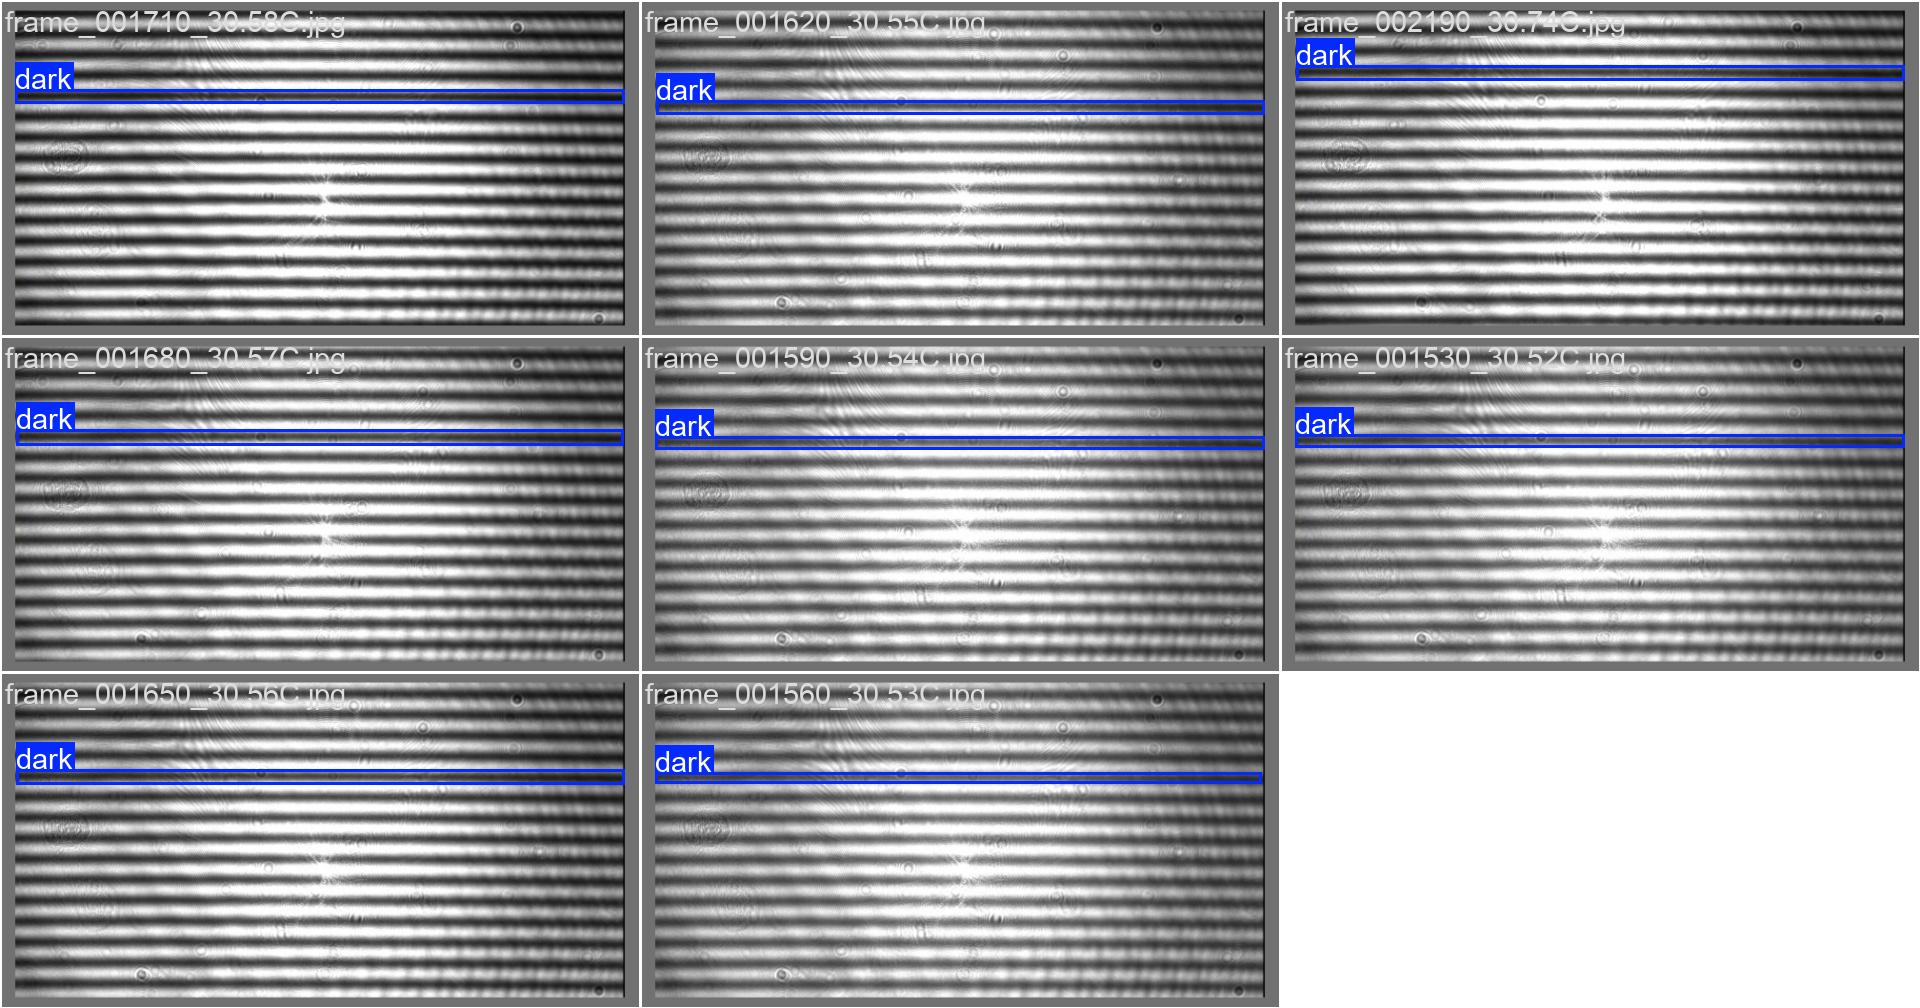 frame_001710_30.58C.jpg
dark
frame_001620_30.55C.jpg
dark
frame_002190_30.74C.jpg
dark
frame_001680_30.57C.jpg
dark
frame_001590_30.54C.jpg
dark
frame_001530_30.52C.jpg
dark
frame_001650_30.56C.jpg
dark
frame_001560_30.53C.jpg
dark